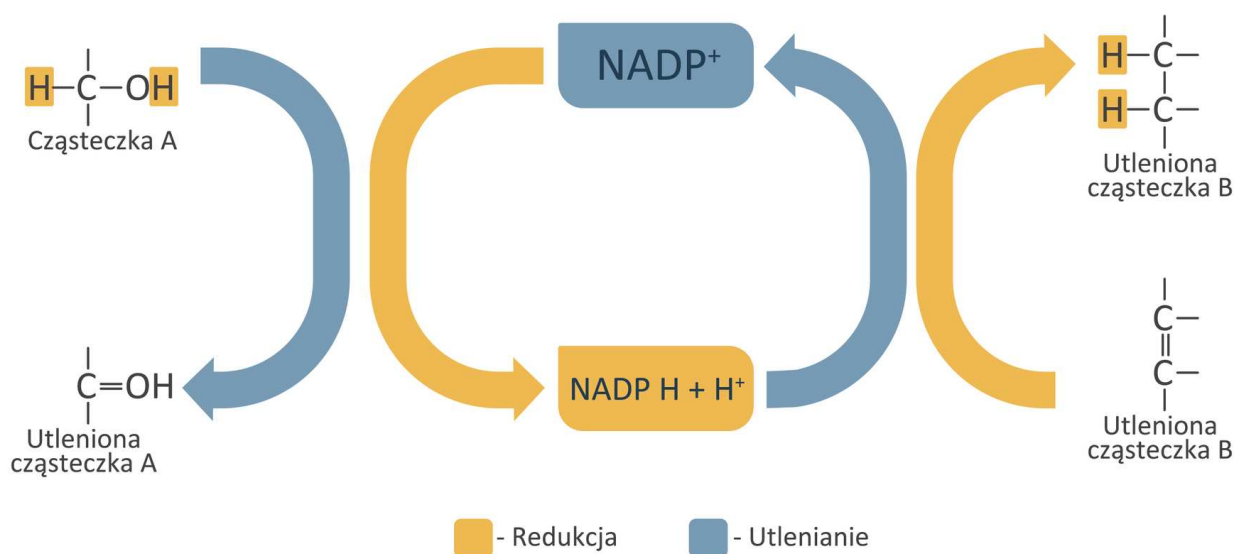 H–C–OH
Cząsteczka A
NADP⁺
H–C–
H–C–
Utleniona
cząsteczka B
C=OH
Utleniona
cząsteczka A
NADP H + H⁺
C–
C–
Utleniona
cząsteczka B
- Redukcja
- Utlenianie